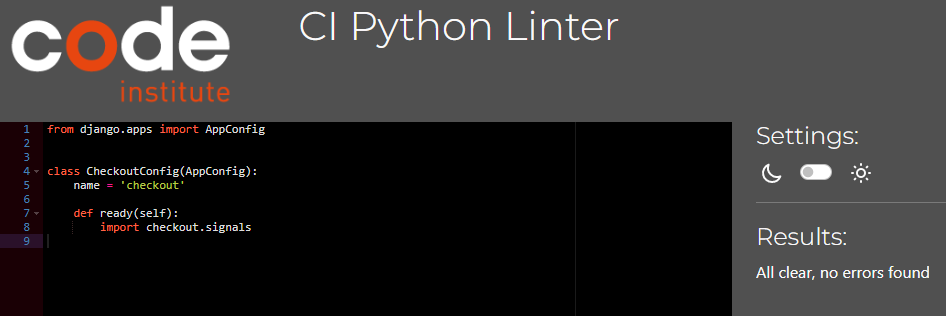 code
institute
CI Python Linter
1 from django.apps import AppConfig
2
3
4 class CheckoutConfig(AppConfig):
5     name = 'checkout'
6
7     def ready(self):
8         import checkout.signals
9
Settings:
Results:
All clear, no errors found